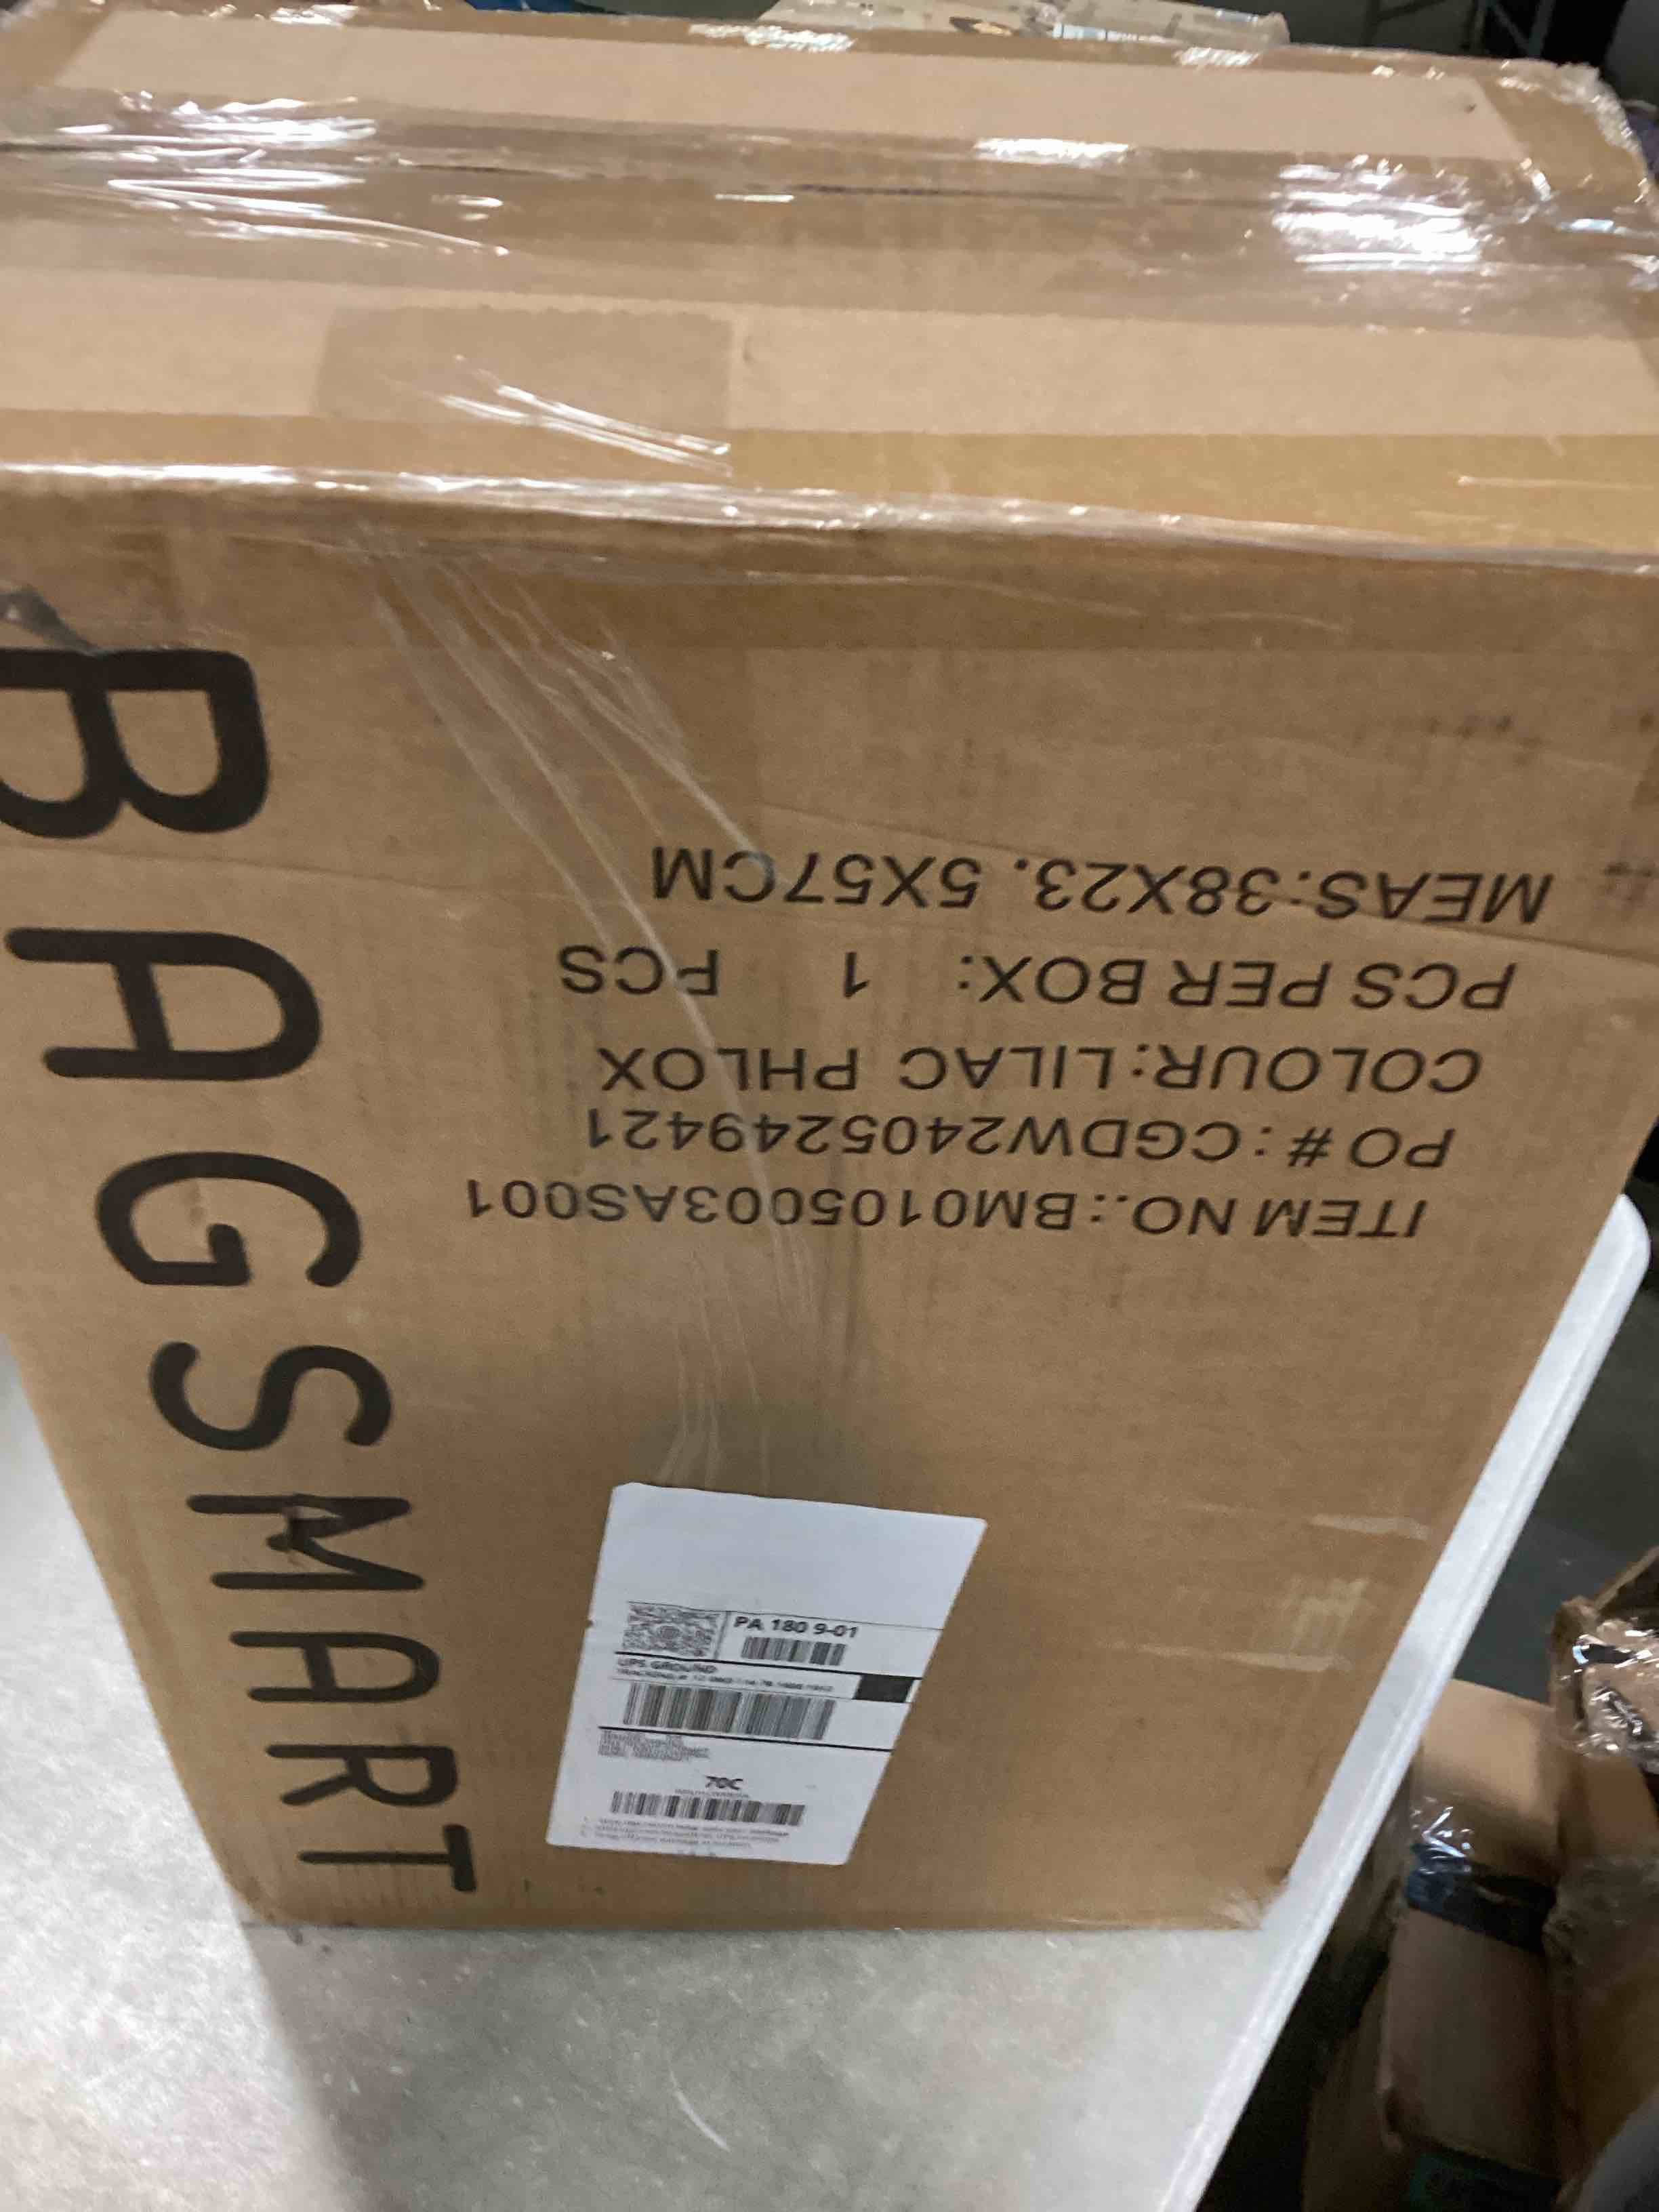 BAGSMART
ITEM NO.:BM0105003AS001
PO#:CGDW2405249421
COLOUR:LILAC PHLOX
PCS PER BOX: 1 PCS
MEAS:38X23.5X57CM
PA 180 9-01
UPS GROUND
70C